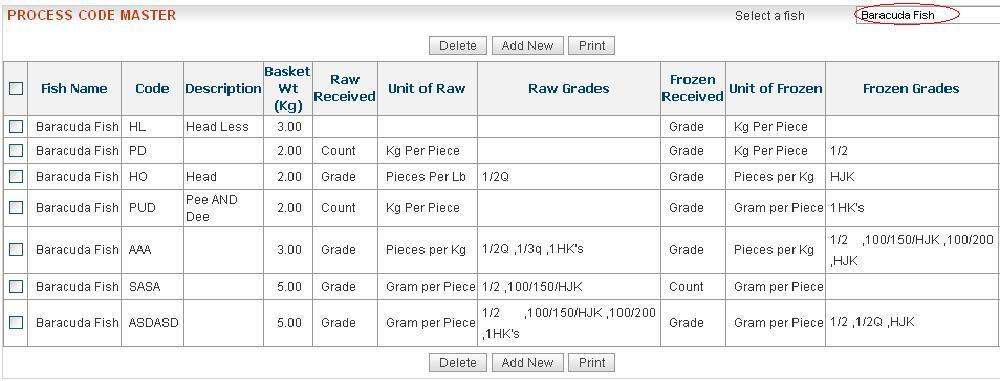 PROCESS CODE MASTER Select a fish Baracuda Fish
Delete Add New Print
Fish Name Code Description Basket Wt (Kg) Raw Received Unit of Raw Raw Grades Frozen Received Unit of Frozen Frozen Grades
Baracuda Fish HL Head Less 3.00 Grade Kg Per Piece
Baracuda Fish PD 2.00 Count Kg Per Piece Grade Kg Per Piece 1/2
Baracuda Fish HO Head 2.00 Grade Pieces Per Lb 1/2Q Grade Pieces per Kg HJK
Baracuda Fish PUD Pee AND Dee 2.00 Count Kg Per Piece Grade Gram per Piece 1HK's
Baracuda Fish AAA 3.00 Grade Pieces per Kg 1/2Q ,1/3q ,1HK's Grade Pieces per Kg 1/2 ,100/150/HJK ,100/200 ,HJK
Baracuda Fish SASA 5.00 Grade Gram per Piece 1/2 ,100/150/HJK Count Gram per Piece
Baracuda Fish ASDASD 5.00 Grade Gram per Piece 1/2 ,100/150/HJK ,100/200 ,1HK's Grade Gram per Piece 1/2 ,1/2Q ,HJK
Delete Add New Print